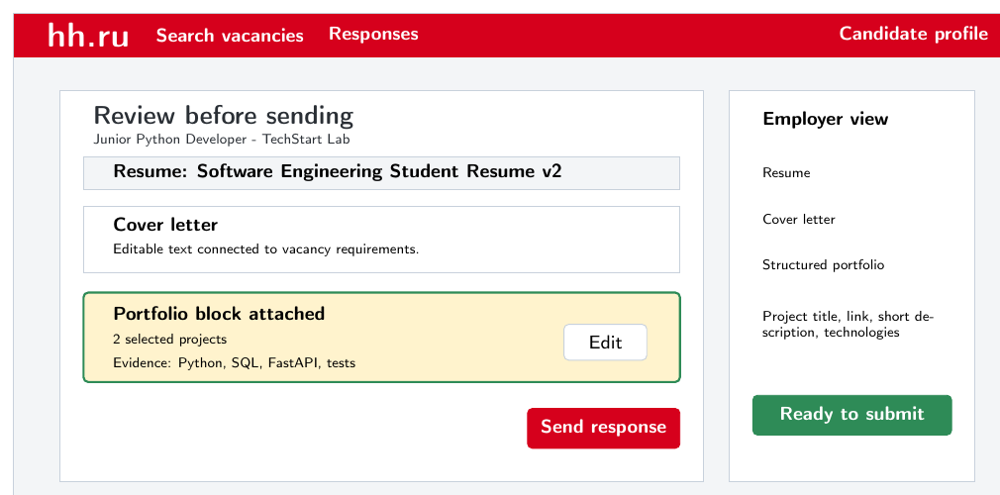 hh.ru
Search vacancies
Responses
Candidate profile
Review before sending
Junior Python Developer - TechStart Lab
Resume: Software Engineering Student Resume v2
Cover letter
Editable text connected to vacancy requirements.
Portfolio block attached
2 selected projects
Evidence: Python, SQL, FastAPI, tests
Edit
Send response
Employer view
Resume
Cover letter
Structured portfolio
Project title, link, short de-
scription, technologies
Ready to submit